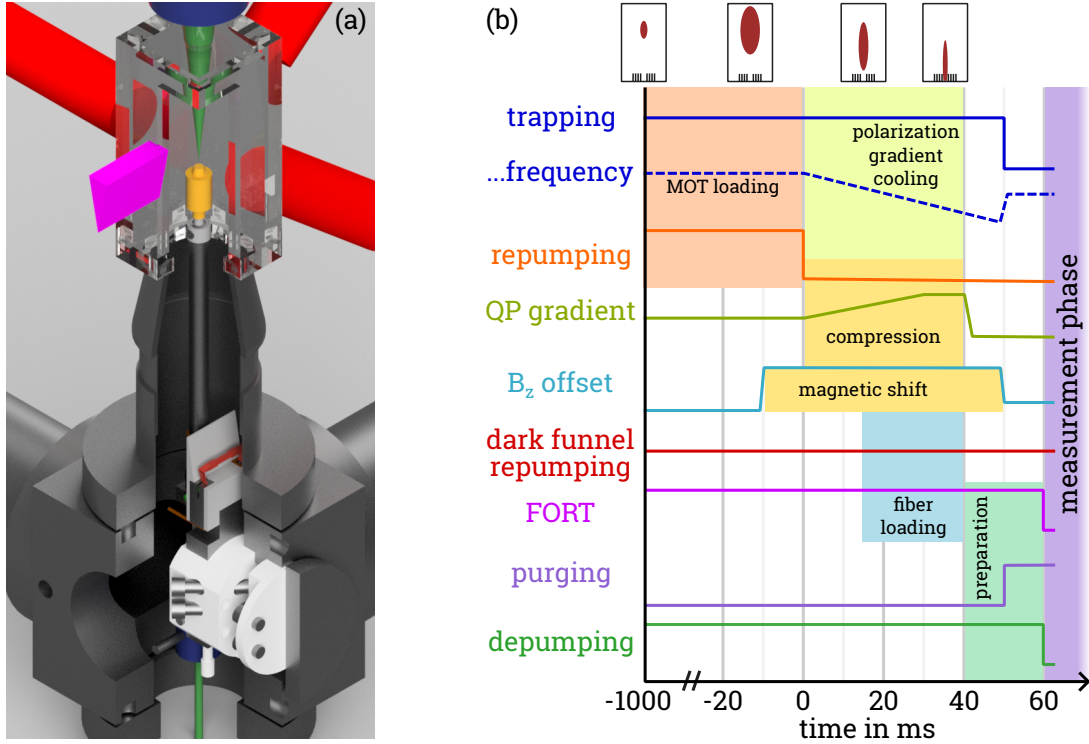 (a)
(b)
trapping
polarization
gradient
cooling
...frequency
MOT loading
repumping
QP gradient
compression
Bz offset
magnetic shift
dark funnel
repumping
FORT
fiber
loading
purging
preparation
depumping
measurement phase
-1000 -20 0 20 40 60
time in ms